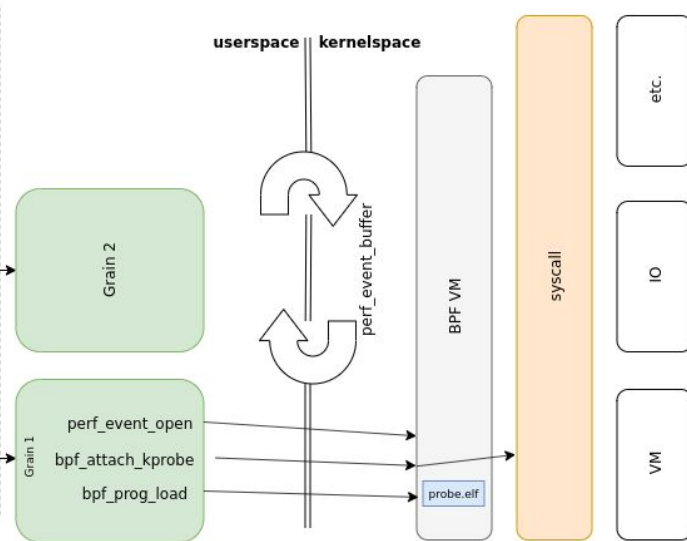 userspace
kernelspace
etc.
Grain 2
perf_event_buffer
BPF VM
syscall
IO
Grain 1
perf_event_open
bpf_attach_kprobe
bpf_prog_load
probe.elf
VM